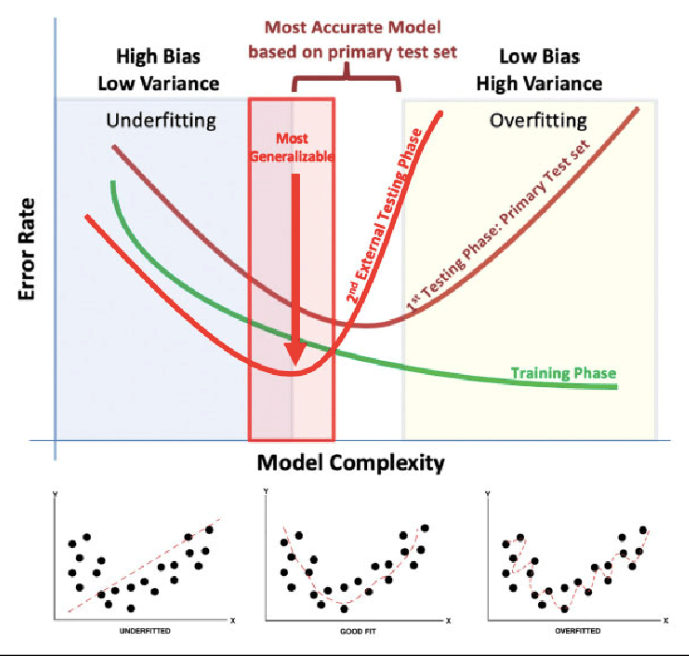 Most Accurate Model
based on primary test set
High Bias
Low Variance
Low Bias
High Variance
Underfitting
Overfitting
Most
Generalizable
2nd External Testing Phase
1st Testing Phase: Primary Test set
Training Phase
Error Rate
Model Complexity
Y
X
UNDERFITTED
Y
X
GOOD FIT
Y
X
OVERFITTED